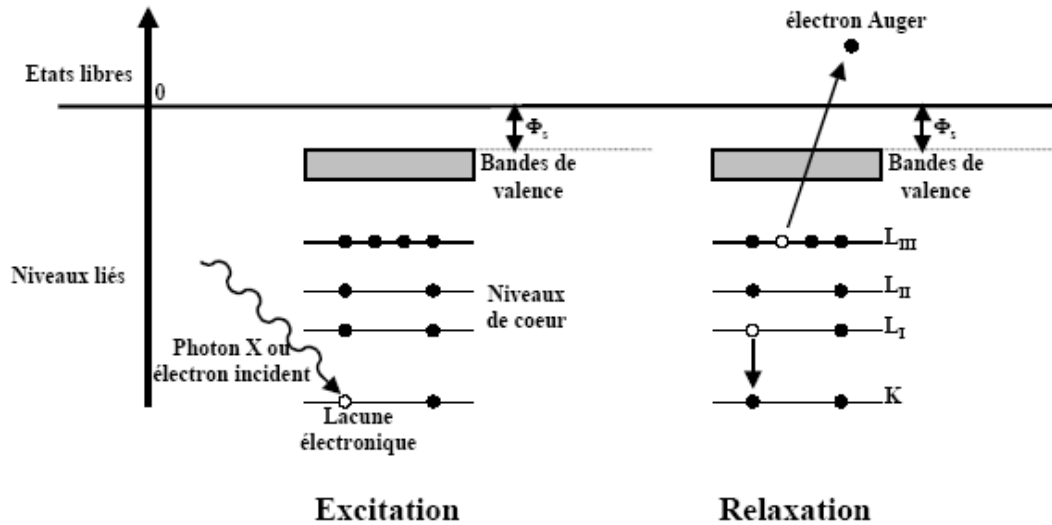 électron Auger
Etats libres
0
Φs
Φs
Bandes de
valence
Bandes de
valence
LIII
Niveaux liés
Niveaux
de coeur
LII
LI
Photon X ou
électron incident
K
Lacune
électronique
Excitation
Relaxation